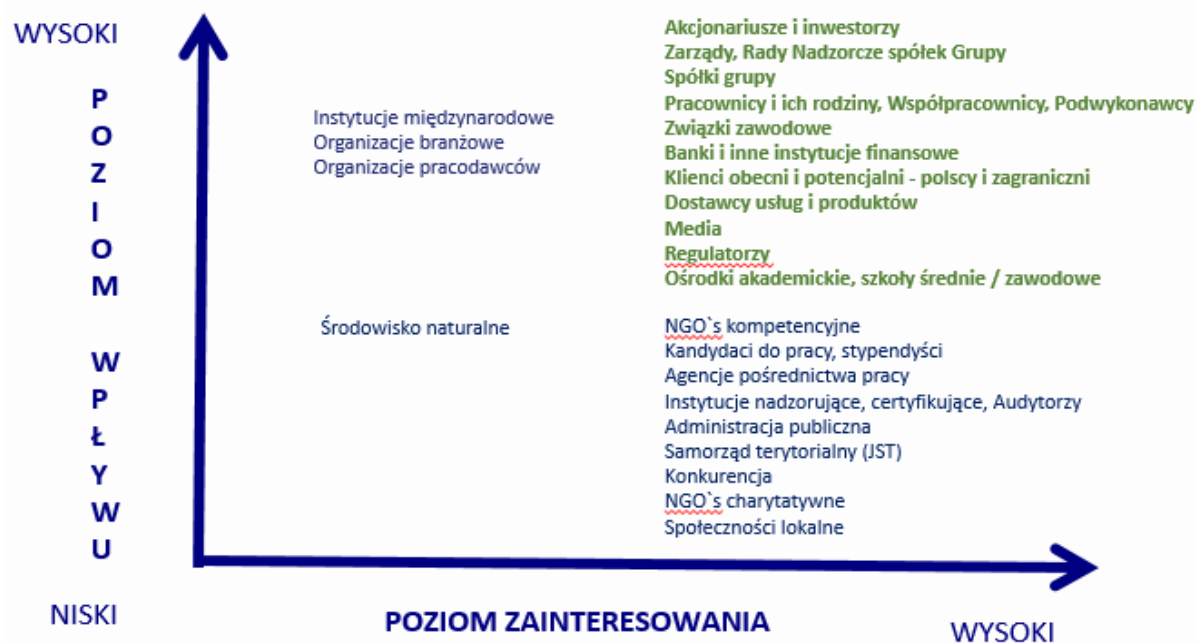 WYSOKI
POZIOM WPŁYWU
NISKI
Instytucje międzynarodowe
Organizacje branżowe
Organizacje pracodawców
Akcjonariusze i inwestorzy
Zarządy, Rady Nadzorcze spółek Grupy
Spółki grupy
Pracownicy i ich rodziny, Współpracownicy, Podwykonawcy
Związki zawodowe
Banki i inne instytucje finansowe
Klienci obecni i potencjalni - polscy i zagraniczni
Dostawcy usług i produktów
Media
Regulatorzy
Ośrodki akademickie, szkoły średnie / zawodowe
Środowisko naturalne
NGO`s kompetencyjne
Kandydaci do pracy, stypendyści
Agencje pośrednictwa pracy
Instytucje nadzorujące, certyfikujące, Audytorzy
Administracja publiczna
Samorząd terytorialny (JST)
Konkurencja
NGO`s charytatywne
Społeczności lokalne
POZIOM ZAINTERESOWANIA
WYSOKI